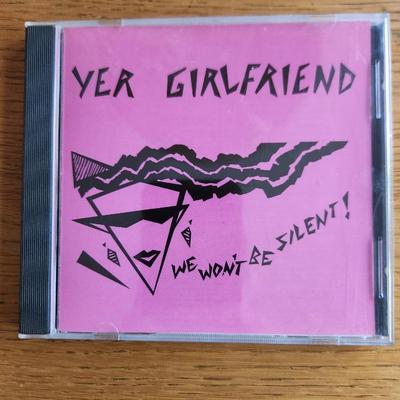 YER GIRLFRIEND
WE WON'T BE SILENT!